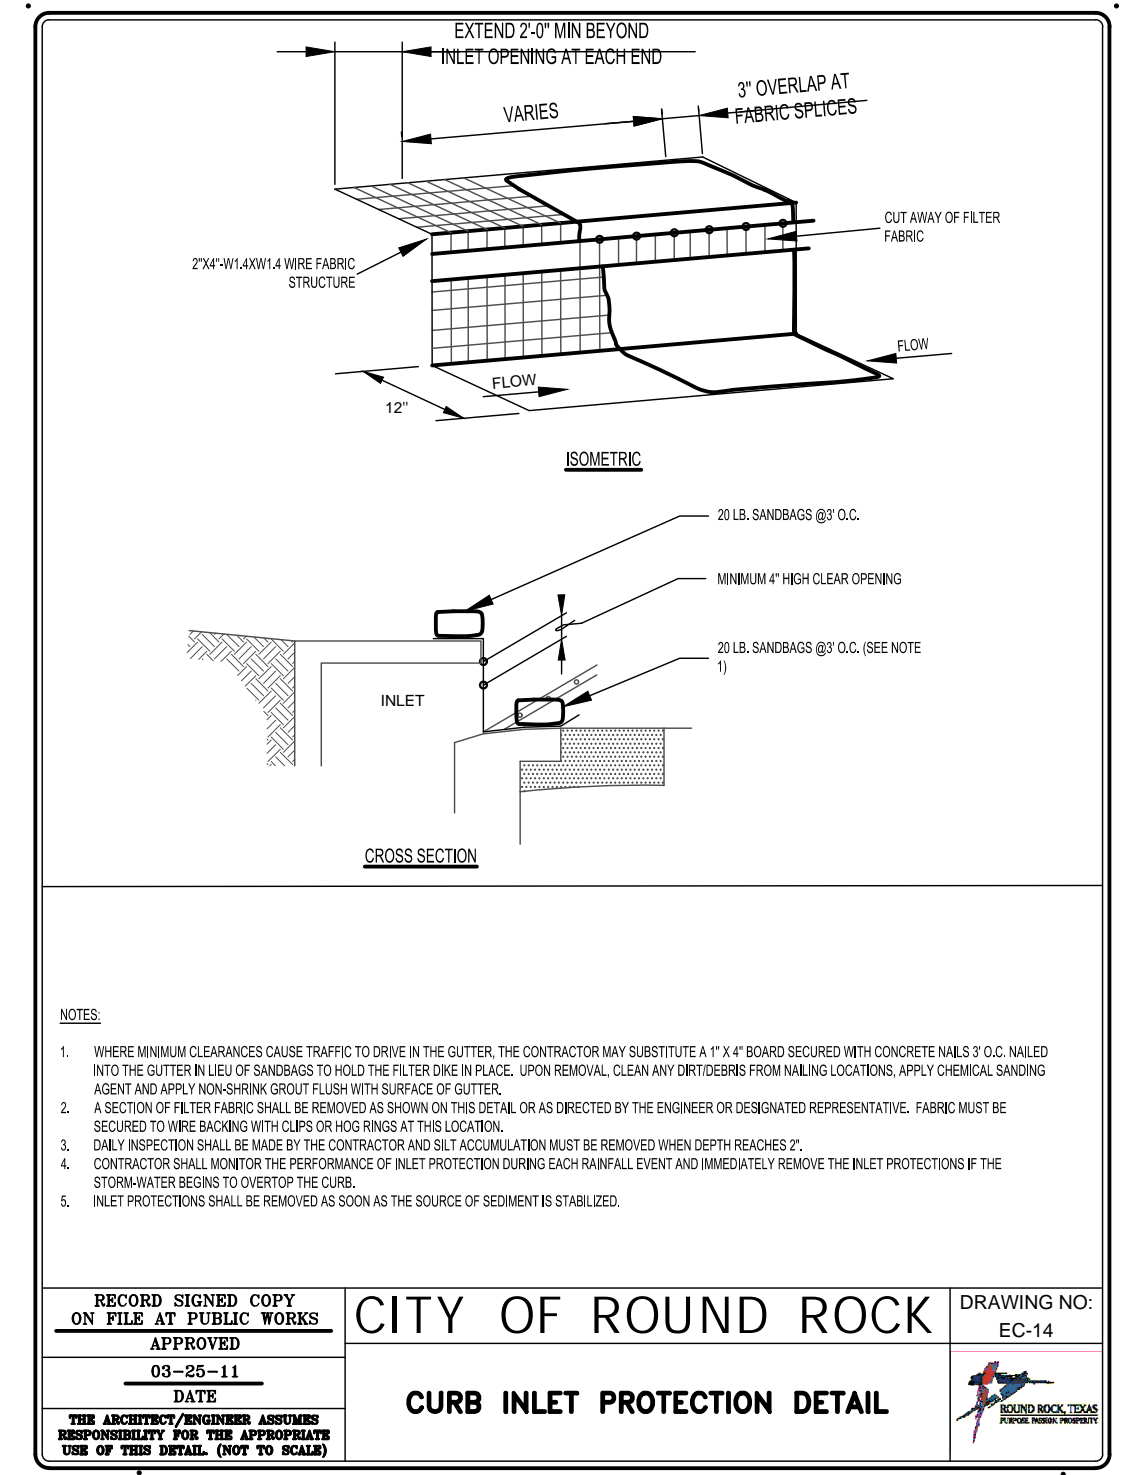 EXTEND 2'-0" MIN BEYOND
INLET OPENING AT EACH END
3" OVERLAP AT
FABRIC SPLICES
VARIES
CUT AWAY OF FILTER
FABRIC
2"X4"-W1.4XW1.4 WIRE FABRIC
STRUCTURE
FLOW
FLOW
12"
ISOMETRIC
20 LB. SANDBAGS @3' O.C.
MINIMUM 4" HIGH CLEAR OPENING
20 LB. SANDBAGS @3' O.C. (SEE NOTE
1)
INLET
CROSS SECTION
NOTES:
1. WHERE MINIMUM CLEARANCES CAUSE TRAFFIC TO DRIVE IN THE GUTTER, THE CONTRACTOR MAY SUBSTITUTE A 1" X 4" BOARD SECURED WITH CONCRETE NAILS 3' O.C. NAILED
INTO THE GUTTER IN LIEU OF SANDBAGS TO HOLD THE FILTER DIKE IN PLACE. UPON REMOVAL, CLEAN ANY DIRT/DEBRIS FROM NAILING LOCATIONS, APPLY CHEMICAL SANDING
AGENT AND APPLY NON-SHRINK GROUT FLUSH WITH SURFACE OF GUTTER.
2. A SECTION OF FILTER FABRIC SHALL BE REMOVED AS SHOWN ON THIS DETAIL OR AS DIRECTED BY THE ENGINEER OR DESIGNATED REPRESENTATIVE. FABRIC MUST BE
SECURED TO WIRE BACKING WITH CLIPS OR HOG RINGS AT THIS LOCATION.
3. DAILY INSPECTION SHALL BE MADE BY THE CONTRACTOR AND SILT ACCUMULATION MUST BE REMOVED WHEN DEPTH REACHES 2".
4. CONTRACTOR SHALL MONITOR THE PERFORMANCE OF INLET PROTECTION DURING EACH RAINFALL EVENT AND IMMEDIATELY REMOVE THE INLET PROTECTIONS IF THE
STORM-WATER BEGINS TO OVERTOP THE CURB.
5. INLET PROTECTIONS SHALL BE REMOVED AS SOON AS THE SOURCE OF SEDIMENT IS STABILIZED.
RECORD SIGNED COPY
ON FILE AT PUBLIC WORKS
APPROVED
03-25-11
DATE
THE ARCHITECT/ENGINEER ASSUMES
RESPONSIBILITY FOR THE APPROPRIATE
USE OF THIS DETAIL. (NOT TO SCALE)
CITY OF ROUND ROCK
CURB INLET PROTECTION DETAIL
DRAWING NO:
EC-14
ROUND ROCK, TEXAS
PURPOSE. PASSION. PROSPERITY